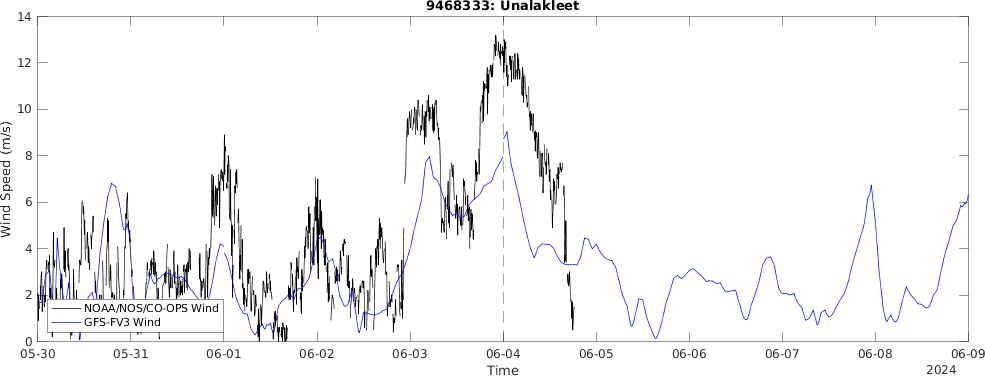 9468333: Unalakleet
14
12
10
8
6
4
2
0
Wind Speed (m/s)
NOAA/NOS/CO-OPS Wind
GFS-FV3 Wind
05-30 05-31 06-01 06-02 06-03 06-04 06-05 06-06 06-07 06-08 06-09
Time
2024